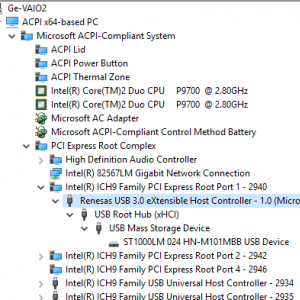 Ge-VAIO2
ACPI x64-based PC
Microsoft ACPI-Compliant System
ACPI Lid
ACPI Power Button
ACPI Thermal Zone
Intel(R) Core(TM)2 Duo CPU P9700 @ 2.80GHz
Intel(R) Core(TM)2 Duo CPU P9700 @ 2.80GHz
Microsoft AC Adapter
Microsoft ACPI-Compliant Control Method Battery
PCI Express Root Complex
High Definition Audio Controller
Intel(R) 82567LM Gigabit Network Connection
Intel(R) ICH9 Family PCI Express Root Port 1 - 2940
Renesas USB 3.0 eXtensible Host Controller - 1.0 (Micro
USB Root Hub (xHCI)
USB Mass Storage Device
ST1000LM 024 HN-M101MBB USB Device
Intel(R) ICH9 Family PCI Express Root Port 2 - 2942
Intel(R) ICH9 Family PCI Express Root Port 4 - 2946
Intel(R) ICH9 Family USB Universal Host Controller - 2934
Intel(R) ICH9 Family USB Universal Host Controller - 2935